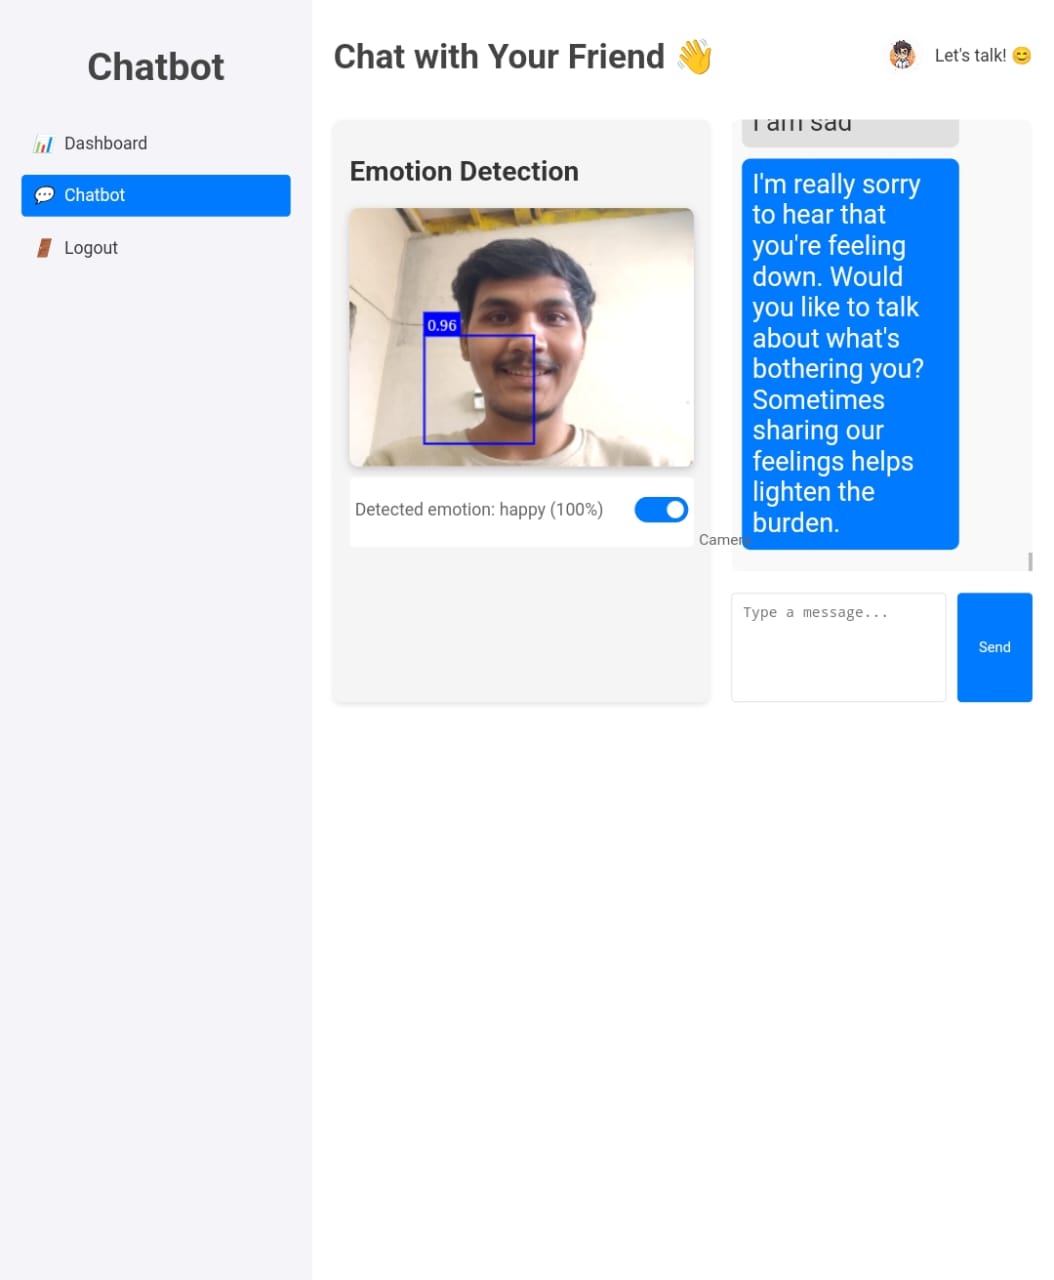 Chatbot
Dashboard
Chatbot
Logout
Chat with Your Friend 👋
Let's talk! 😊
Emotion Detection
0.96
Detected emotion: happy (100%)
Camera
I am sad
I'm really sorry
to hear that
you're feeling
down. Would
you like to talk
about what's
bothering you?
Sometimes
sharing our
feelings helps
lighten the
burden.
Type a message...
Send